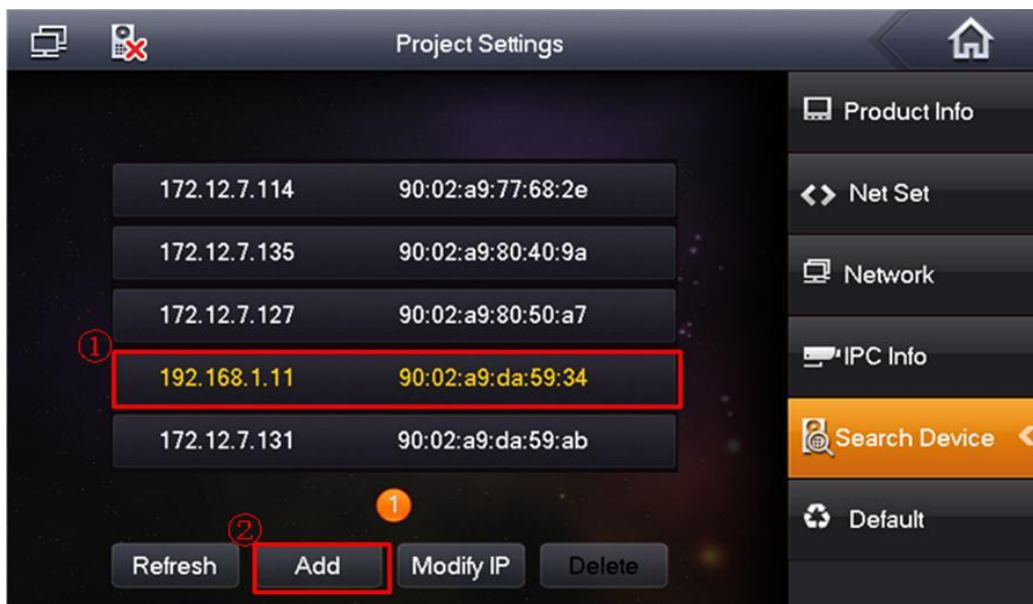 Project Settings
Product Info
172.12.7.114 90:02:a9:77:68:2e
Net Set
172.12.7.135 90:02:a9:80:40:9a
Network
172.12.7.127 90:02:a9:80:50:a7
①
IPC Info
192.168.1.11 90:02:a9:da:59:34
172.12.7.131 90:02:a9:da:59:ab
Search Device
1
②
Default
Refresh Add Modify IP Delete